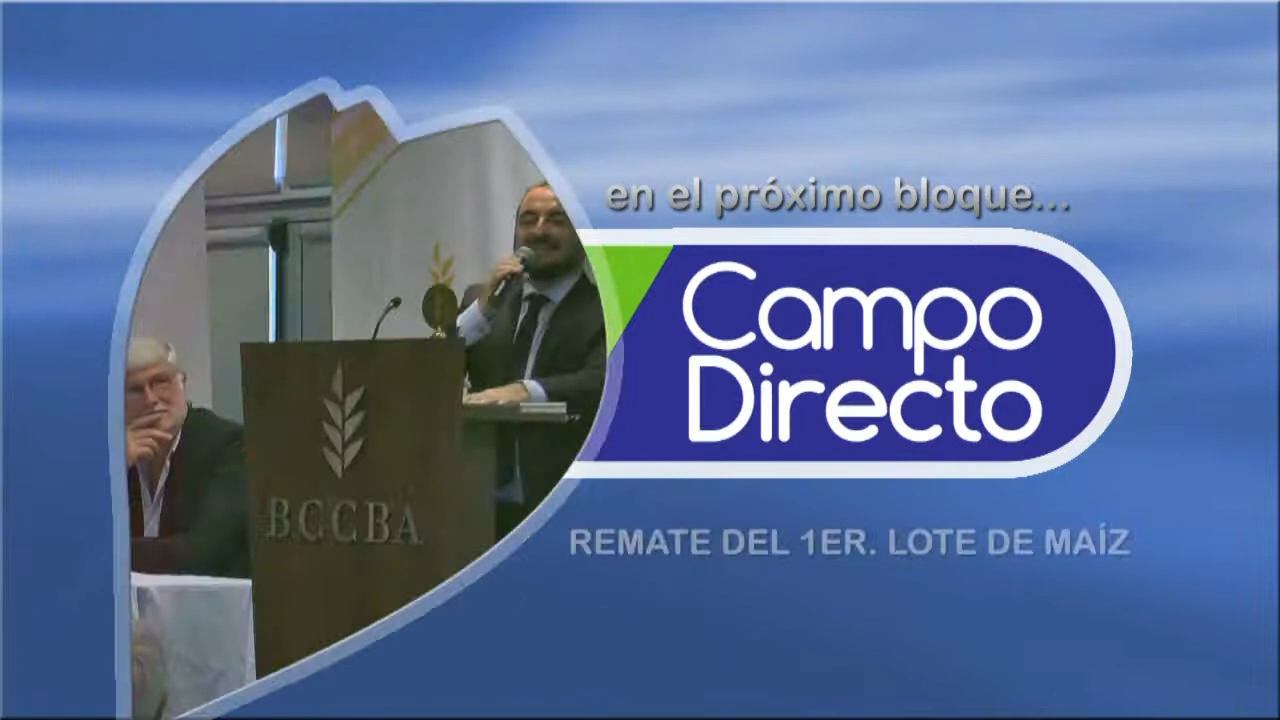 en el próximo bloque...
Campo
Directo
BCCBA
REMATE DEL 1ER. LOTE DE MAÍZ